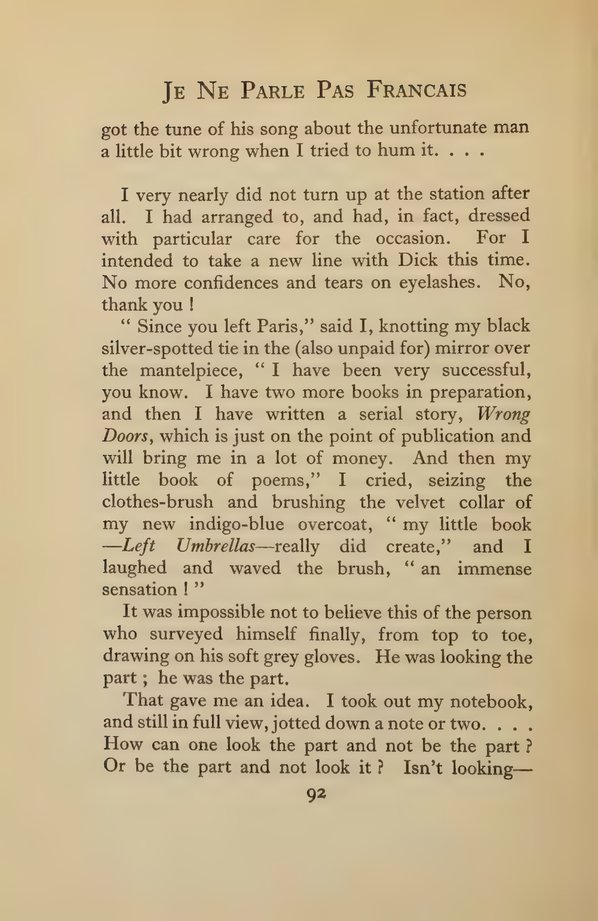 JE NE PARLE PAS FRANCAIS
got the tune of his song about the unfortunate man
a little bit wrong when I tried to hum it. . . .
I very nearly did not turn up at the station after
all. I had arranged to, and had, in fact, dressed
with particular care for the occasion. For I
intended to take a new line with Dick this time.
No more confidences and tears on eyelashes. No,
thank you !
“ Since you left Paris,” said I, knotting my black
silver-spotted tie in the (also unpaid for) mirror over
the mantelpiece, “ I have been very successful,
you know. I have two more books in preparation,
and then I have written a serial story, Wrong
Doors, which is just on the point of publication and
will bring me in a lot of money. And then my
little book of poems,” I cried, seizing the
clothes-brush and brushing the velvet collar of
my new indigo-blue overcoat, “ my little book
—Left Umbrellas—really did create,” and I
laughed and waved the brush, “ an immense
sensation ! ”
It was impossible not to believe this of the person
who surveyed himself finally, from top to toe,
drawing on his soft grey gloves. He was looking the
part ; he was the part.
That gave me an idea. I took out my notebook,
and still in full view, jotted down a note or two. . . .
How can one look the part and not be the part ?
Or be the part and not look it ? Isn’t looking—
92